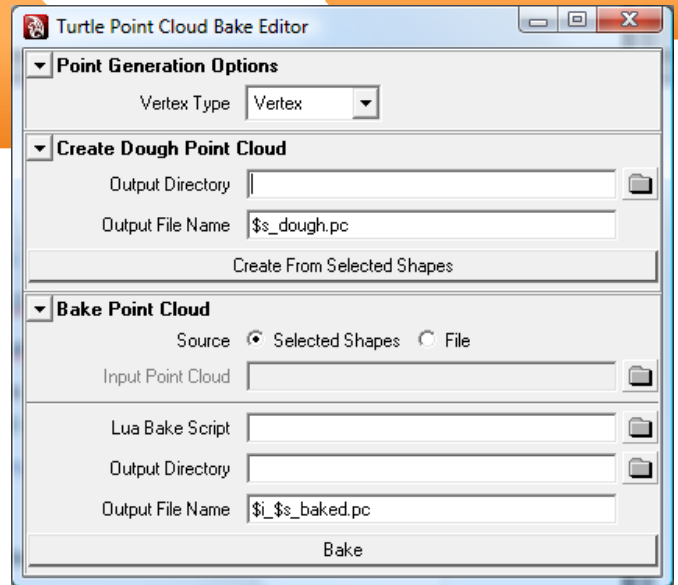 Turtle Point Cloud Bake Editor
Point Generation Options
Vertex Type Vertex
Create Dough Point Cloud
Output Directory
Output File Name $s_dough.pc
Create From Selected Shapes
Bake Point Cloud
Source Selected Shapes File
Input Point Cloud
Lua Bake Script
Output Directory
Output File Name $i_$s_baked.pc
Bake